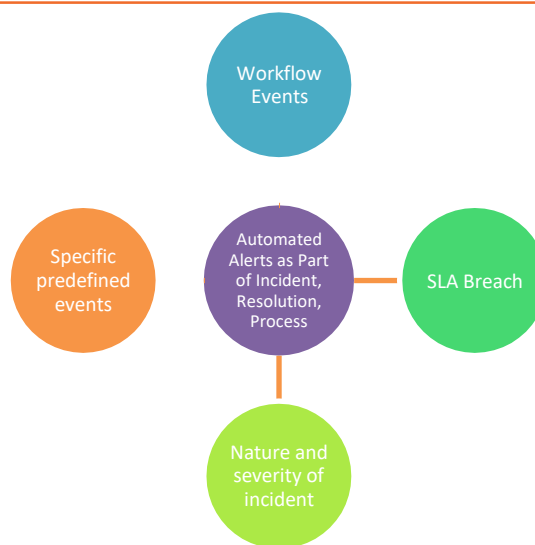 Workflow
Events
Specific
predefined
events
Automated
Alerts as Part
of Incident,
Resolution,
Process
SLA Breach
Nature and
severity of
incident